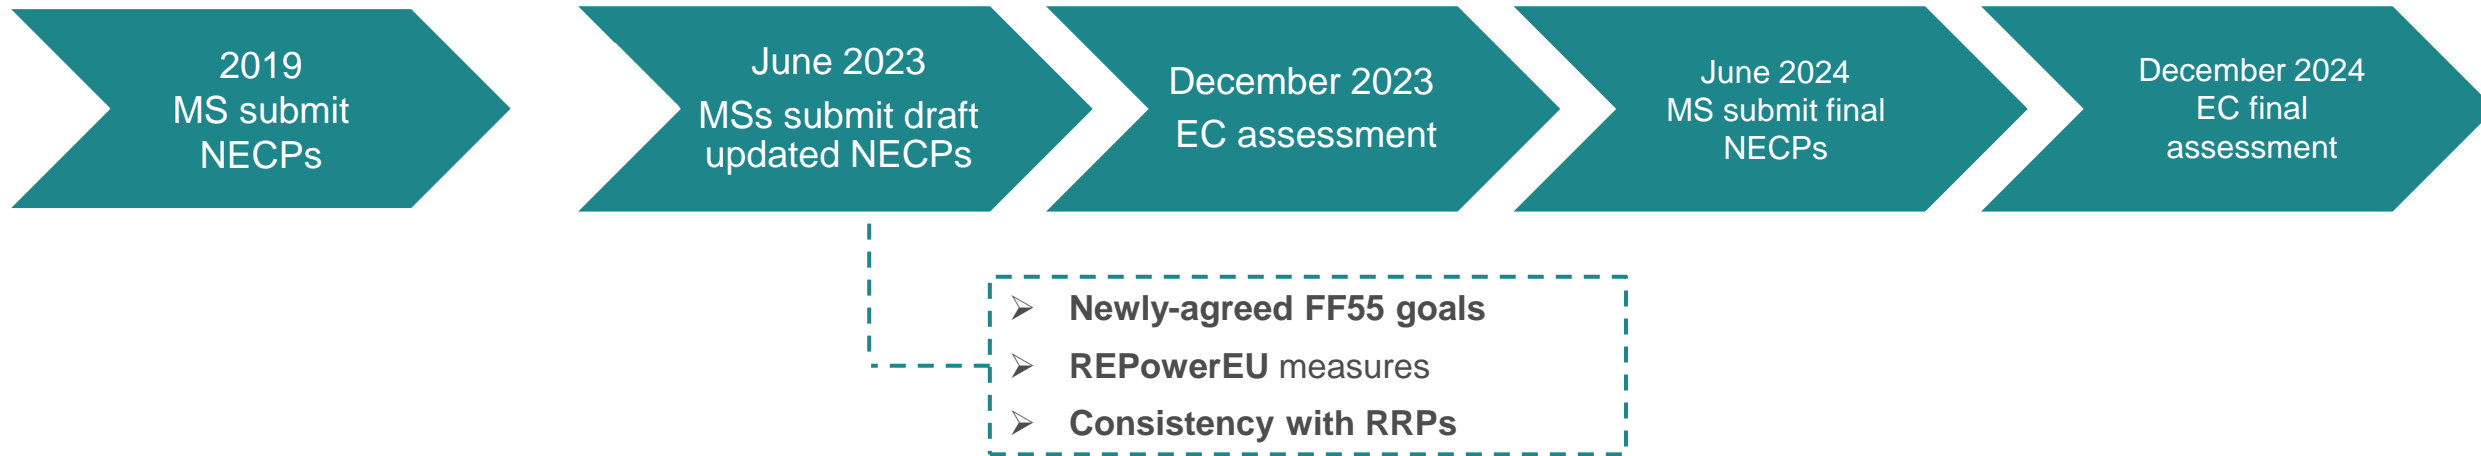 2019
MS submit
NECPs
June 2023
MSs submit draft
updated NECPs
December 2023
EC assessment
June 2024
MS submit final
NECPs
December 2024
EC final
assessment
➢ Newly-agreed FF55 goals
➢ REPowerEU measures
➢ Consistency with RRPs